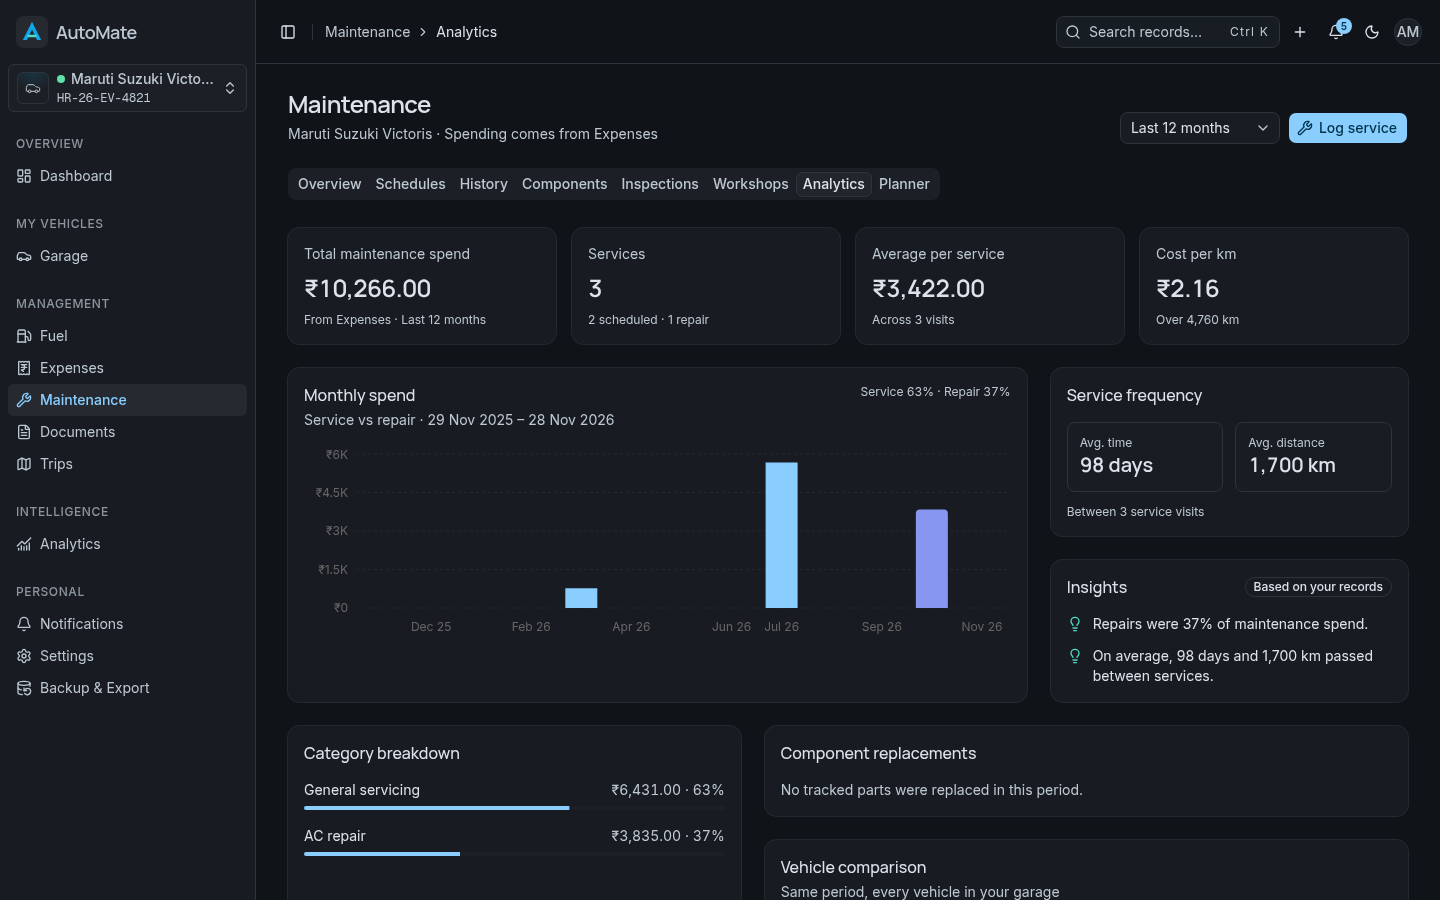 AutoMate
Maruti Suzuki Victo...
HR-26-EV-4821
OVERVIEW
Dashboard
MY VEHICLES
Garage
MANAGEMENT
Fuel
Expenses
Maintenance
Documents
Trips
INTELLIGENCE
Analytics
PERSONAL
Notifications
Settings
Backup & Export
Maintenance > Analytics
Search records... Ctrl K
5
AM
Maintenance
Maruti Suzuki Victoris · Spending comes from Expenses
Last 12 months
Log service
Overview Schedules History Components Inspections Workshops Analytics Planner
Total maintenance spend
₹10,266.00
From Expenses · Last 12 months
Services
3
2 scheduled · 1 repair
Average per service
₹3,422.00
Across 3 visits
Cost per km
₹2.16
Over 4,760 km
Monthly spend
Service 63% · Repair 37%
Service vs repair · 29 Nov 2025 – 28 Nov 2026
₹6K
₹4.5K
₹3K
₹1.5K
₹0
Dec 25 Feb 26 Apr 26 Jun 26 Jul 26 Sep 26 Nov 26
Service frequency
Avg. time
98 days
Avg. distance
1,700 km
Between 3 service visits
Insights
Based on your records
Repairs were 37% of maintenance spend.
On average, 98 days and 1,700 km passed
between services.
Category breakdown
General servicing ₹6,431.00 · 63%
AC repair ₹3,835.00 · 37%
Component replacements
No tracked parts were replaced in this period.
Vehicle comparison
Same period, every vehicle in your garage